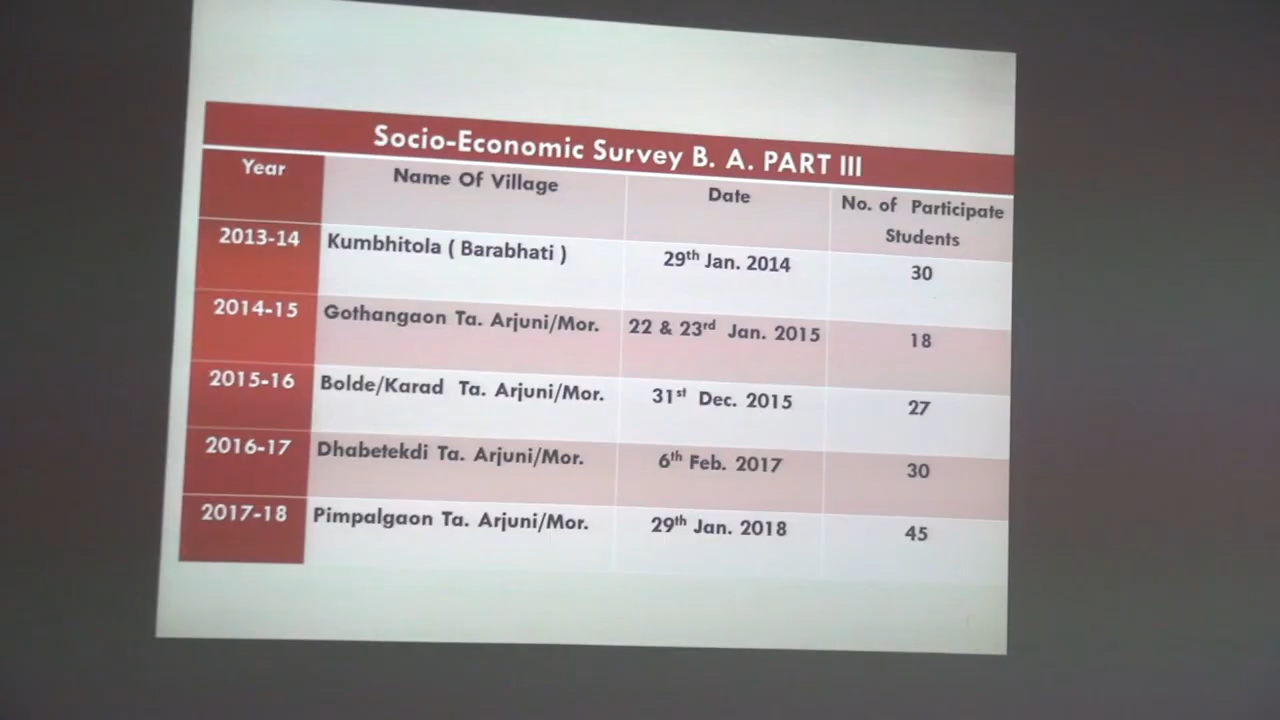 Socio-Economic Survey B. A. PART III
Year Name Of Village Date No. of Participate Students
2013-14 Kumbhitola ( Barabhati ) 29th Jan. 2014 30
2014-15 Gothangaon Ta. Arjuni/Mor. 22 & 23rd Jan. 2015 18
2015-16 Bolde/Karad Ta. Arjuni/Mor. 31st Dec. 2015 27
2016-17 Dhabetekdi Ta. Arjuni/Mor. 6th Feb. 2017 30
2017-18 Pimpalgaon Ta. Arjuni/Mor. 29th Jan. 2018 45